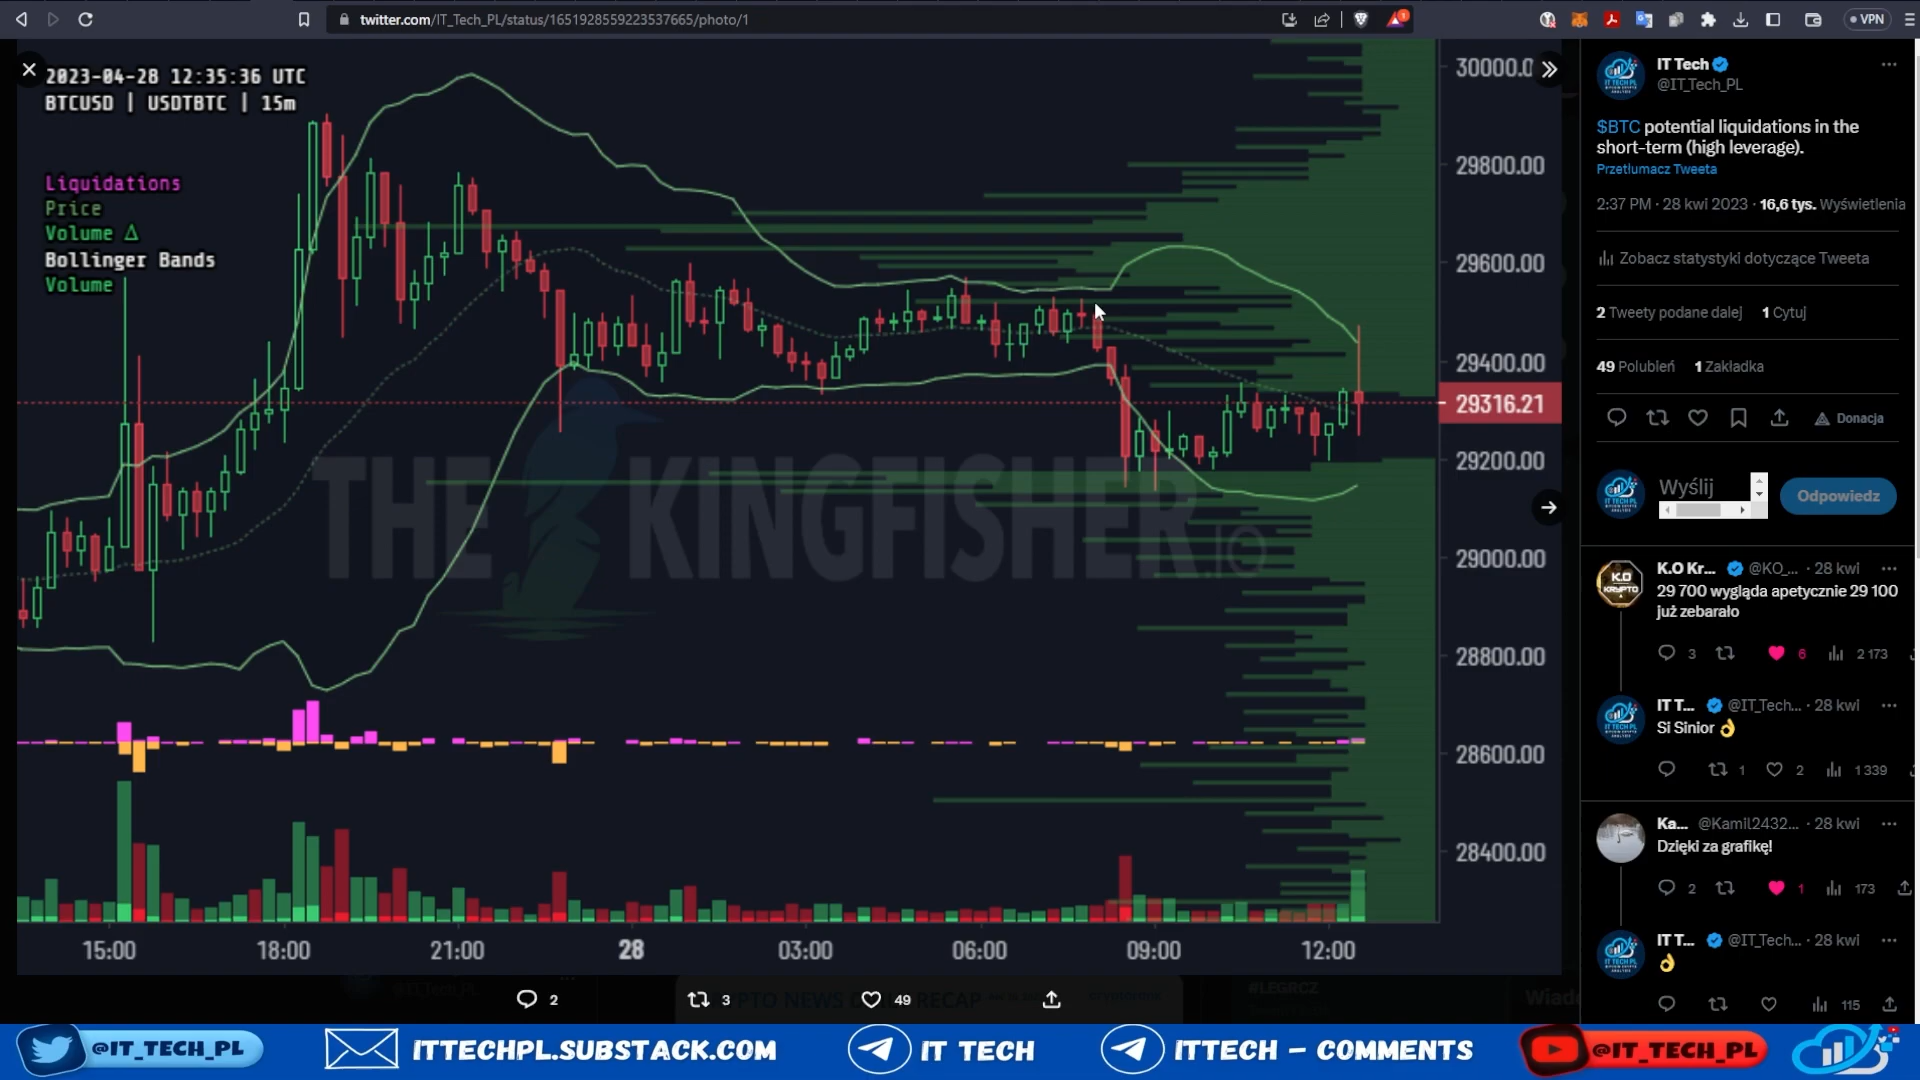 twitter.com/IT_Tech_PL/status/1651928559223537665/photo/1
VPN
2023-04-28 12:35:36 UTC
BTCUSD | USDTBTC | 15m
Liquidations
Price
Volume Δ
Bollinger Bands
Volume
THE KINGFISHER.IO
30000.0
29800.00
29600.00
29400.00
29316.21
29200.00
29000.00
28800.00
28600.00
28400.00
15:00
18:00
21:00
28
03:00
06:00
09:00
12:00
2
3
49
IT Tech
@IT_Tech_PL
$BTC potential liquidations in the
short-term (high leverage).
Przetłumacz Tweeta
2:37 PM · 28 kwi 2023 · 16,6 tys. Wyświetlenia
Zobacz statystyki dotyczące Tweeta
2 Tweety podane dalej 1 Cytuj
49 Polubień 1 Zakładka
Donacja
Wyślij
Odpowiedz
K.O Kr... @KO_... · 28 kwi
29 700 wygląda apetycznie 29 100
już zebarało
3 6 2 173
IT T... @IT_Tech... · 28 kwi
Si Sinior 👌
1 2 1 339
Ka... @Kamil2432... · 28 kwi
Dzięki za grafikę!
2 1 173
IT T... @IT_Tech... · 28 kwi
👌
115
@IT_TECH_PL
ITTECHPL.SUBSTACK.COM
IT TECH
ITTECH - COMMENTS
@IT_TECH_PL